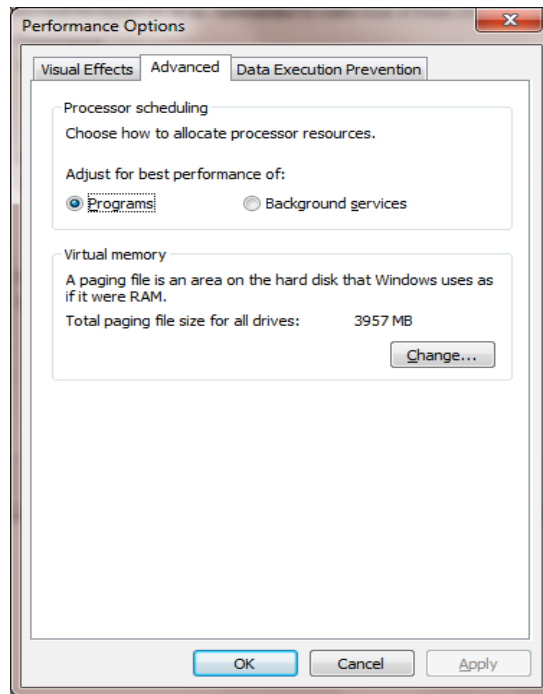 Performance Options
Visual Effects Advanced Data Execution Prevention
Processor scheduling
Choose how to allocate processor resources.
Adjust for best performance of:
Programs Background services
Virtual memory
A paging file is an area on the hard disk that Windows uses as
if it were RAM.
Total paging file size for all drives: 3957 MB
Change...
OK Cancel Apply